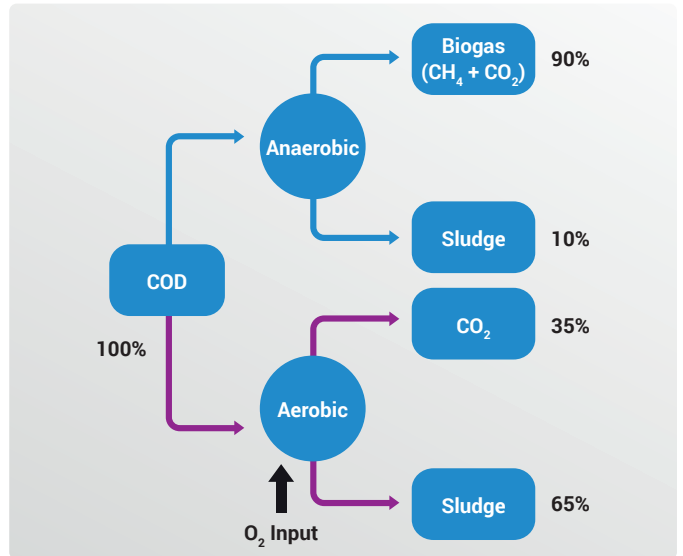 Biogas
(CH₄ + CO₂)
90%
Anaerobic
Sludge
10%
COD
100%
CO₂
35%
Aerobic
Sludge
65%
O₂ Input